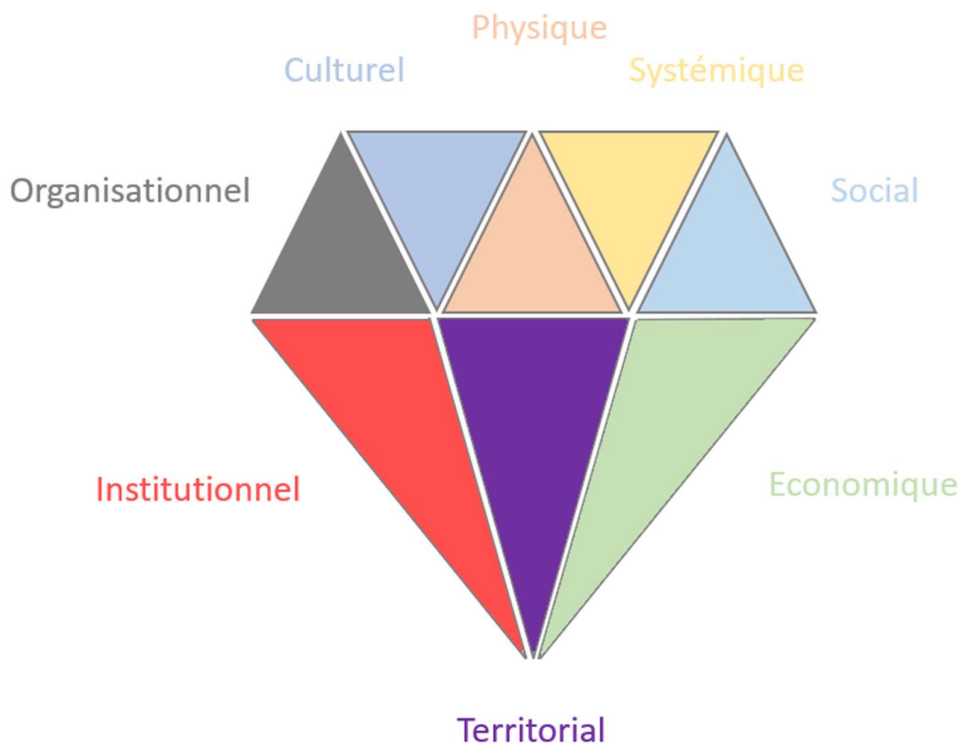 Physique
Culturel
Systémique
Organisationnel
Social
Institutionnel
Economique
Territorial